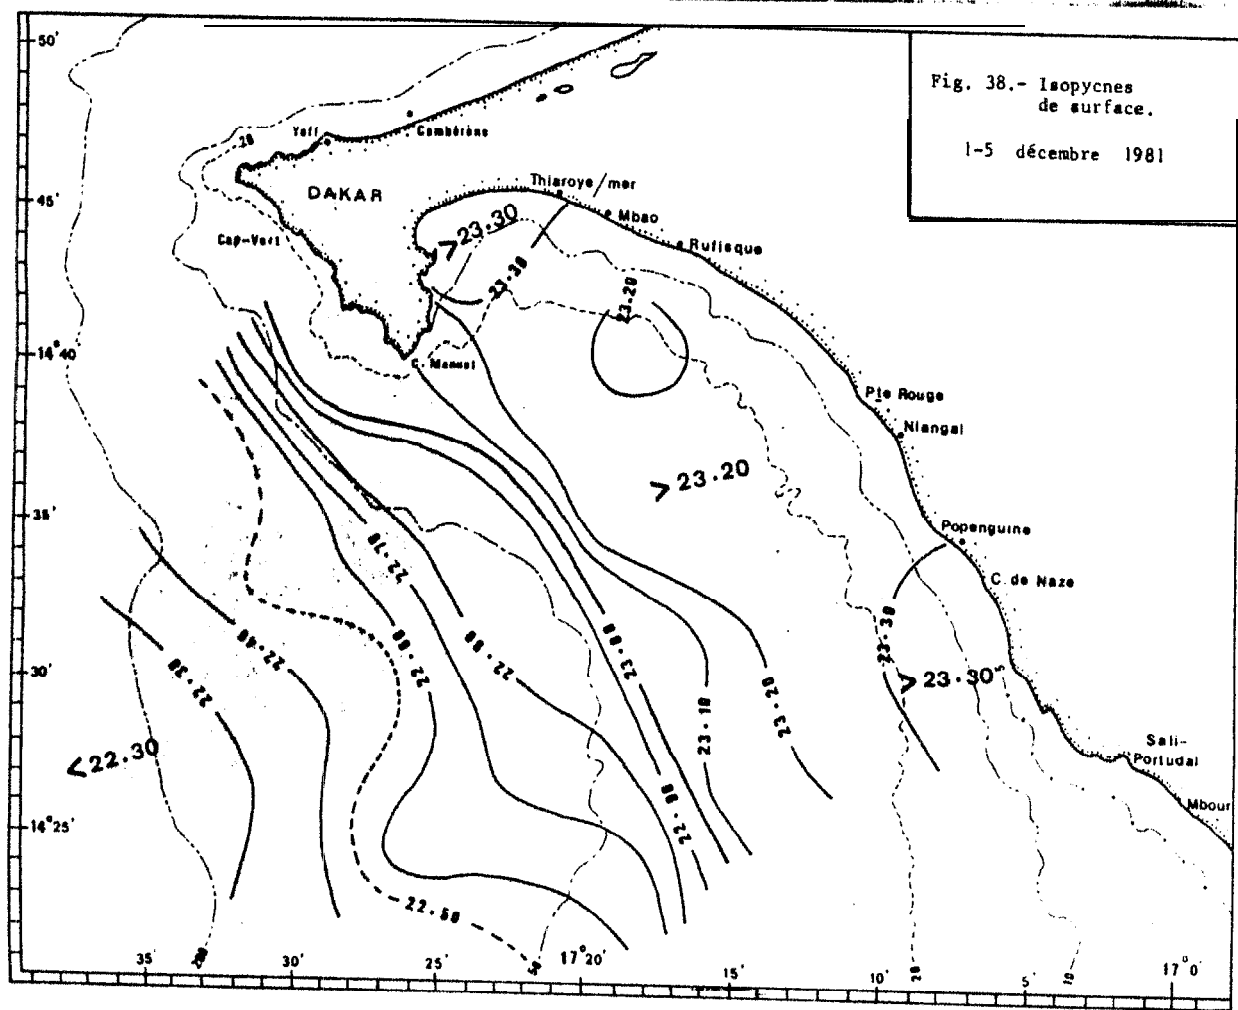 50'
Fig. 38.- Isopycnes
de surface.
1-5 décembre 1981
Yoff
Cambérène
20
DAKAR
Thiaroye/mer
45'
Mbao
Cap-Vert
>23.30
Rufisque
23.30
23.20
14°40'
C. Manuel
Pte Rouge
Niangal
>23.20
35'
Popenguine
22.70
C. de Naze
23.30
22.40
22.60
22.80
23.00
30'
22.30
>23.30
23.10
23.20
Sali-
Portudal
<22.30
Mbour
22.90
14°25'
22.50
35'
200
30'
25'
50
17°20'
15'
10'
20
5'
10
17°0'